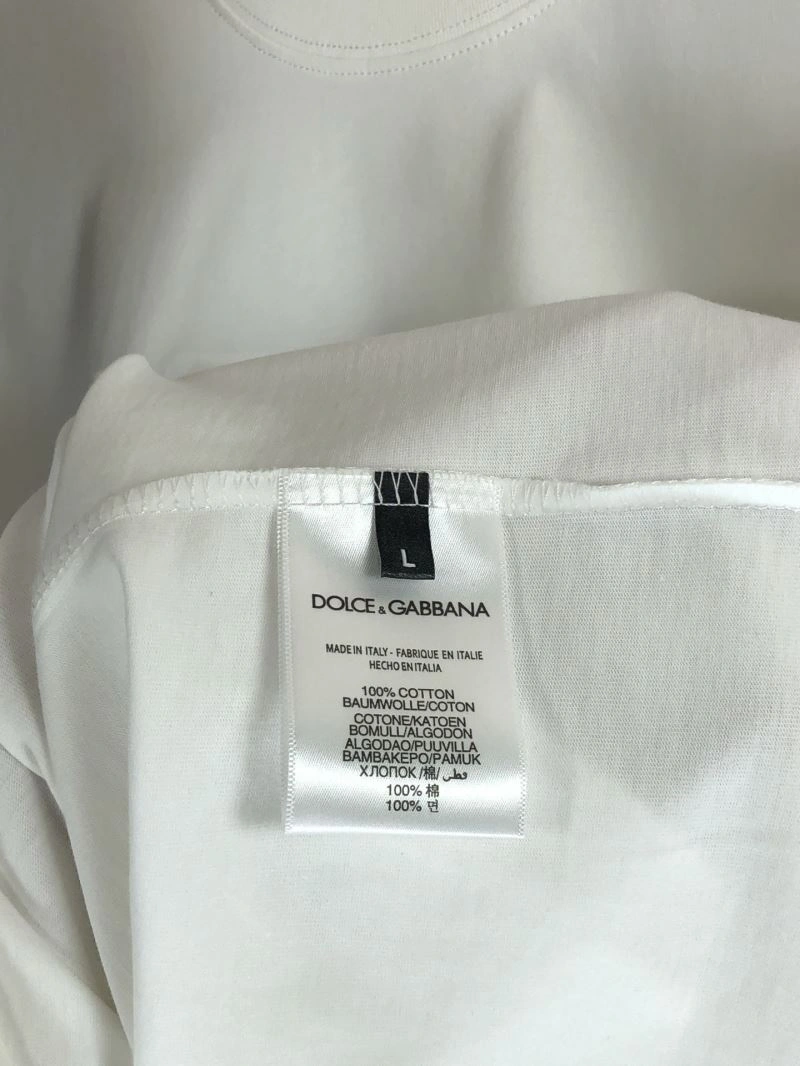 L
DOLCE & GABBANA
MADE IN ITALY - FABRIQUE EN ITALIE
HECHO EN ITALIA
100% COTTON
BAUMWOLLE/COTON
COTONE/KATOEN
BOMULL/ALGODON
ALGODAO/PUUVILLA
BAMBAKEPO/PAMUK
ХЛОПОК /棉/ قطن
100% 棉
100% 면